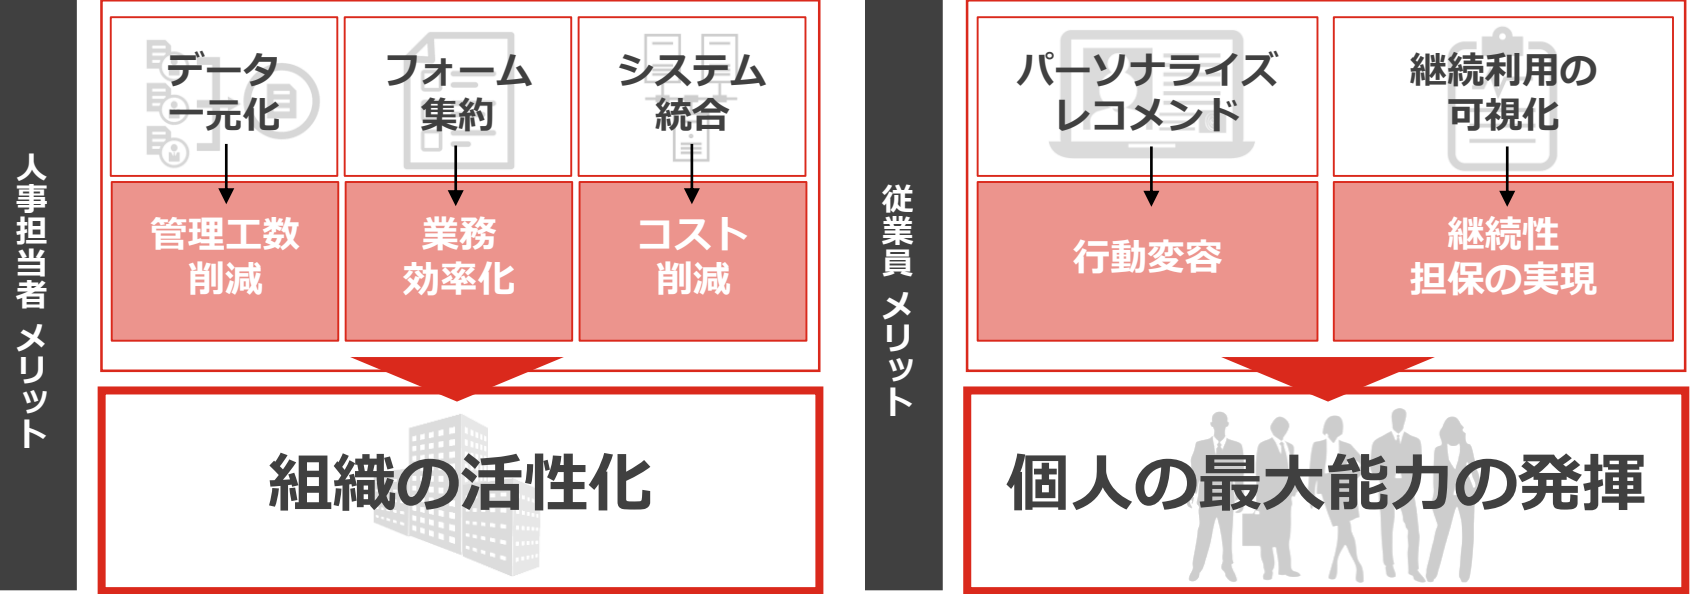 人事担当者 メリット
データ
一元化
フォーム
集約
システム
統合
管理工数
削減
業務
効率化
コスト
削減
組織の活性化
従業員 メリット
パーソナライズ
レコメンド
継続利用の
可視化
行動変容
継続性
担保の実現
個人の最大能力の発揮